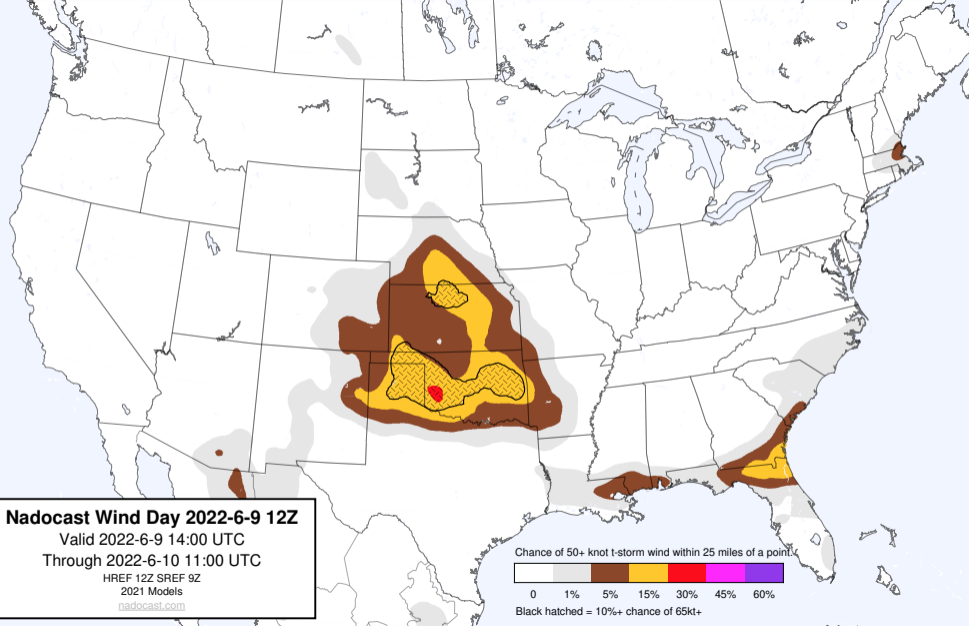 Nadocast Wind Day 2022-6-9 12Z
Valid 2022-6-9 14:00 UTC
Through 2022-6-10 11:00 UTC
HREF 12Z SREF 9Z
2021 Models
nadocast.com
Chance of 50+ knot t-storm wind within 25 miles of a point.
0 1% 5% 15% 30% 45% 60%
Black hatched = 10%+ chance of 65kt+